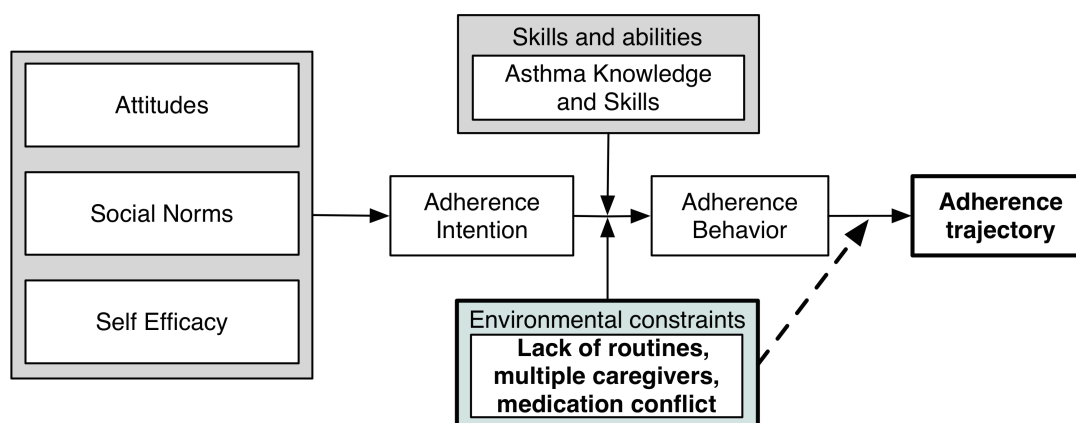 Attitudes
Social Norms
Self Efficacy
Skills and abilities
Asthma Knowledge
and Skills
Adherence
Intention
Adherence
Behavior
Adherence
trajectory
Environmental constraints
Lack of routines,
multiple caregivers,
medication conflict